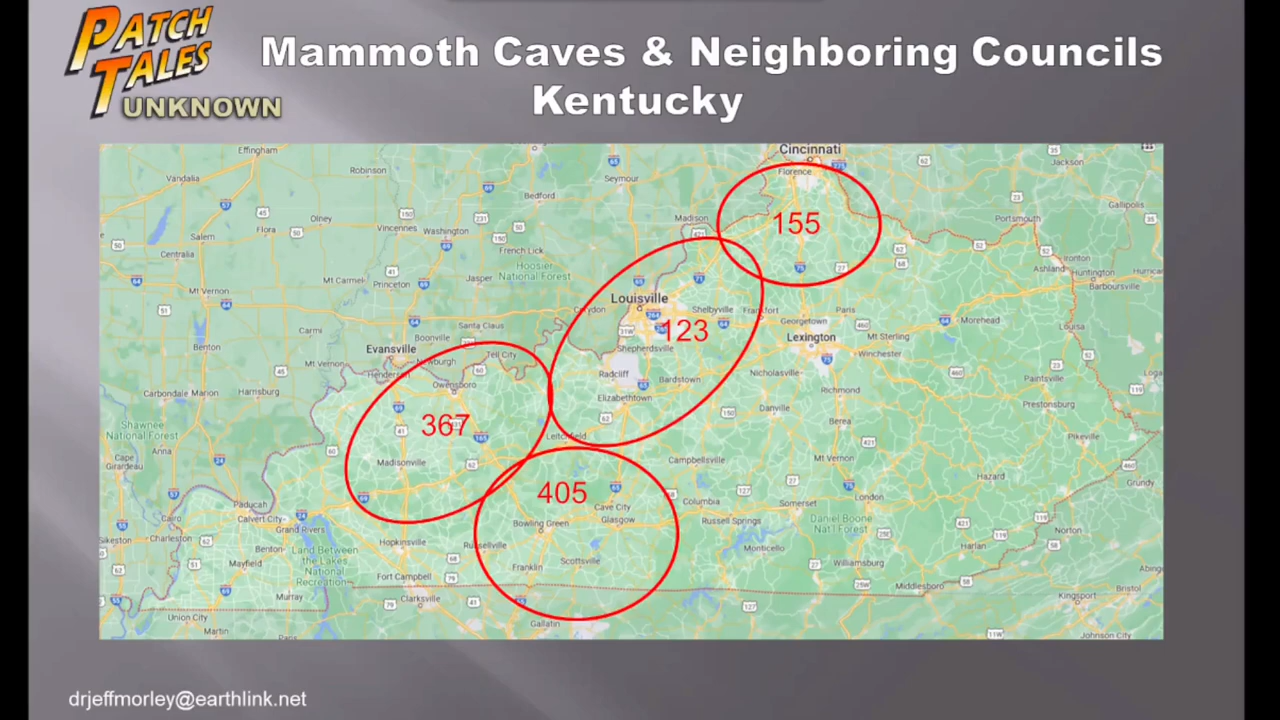 PATCH
TALES
UNKNOWN
Mammoth Caves & Neighboring Councils
Kentucky
Effingham
Cincinnati
Jackson
Vandalia
Robinson
Seymour
Florence
Bedford
Gallipolis
Olney
Vincennes
Washington
Madison
Portsmouth
Salem
Flora
155
Centralia
French Lick
Hoosier
National Forest
Jasper
Ironton
Ashland
Huntington
Hurrica
Mt Carmel
Princeton
Barboursville
Mt Vernon
Louisville
Corydon
Shelbyville
Frankfort
Paris
Georgetown
Morehead
Louisa
Santa Claus
123
Carmi
Boonville
Lexington
Mt Sterling
Benton
Evansville
Shepherdsville
Winchester
Newburgh
Tell City
Mt Vernon
Henderson
Radcliff
Nicholasville
Loga
Carbondale
Marion
Harrisburg
Owensboro
Bardstown
Richmond
Paintsville
Elizabethtown
Danville
Prestonsburg
Berea
Shawnee
National Forest
367
Leitchfield
Pikeville
Anna
Cape
Girardeau
Madisonville
Campbellsville
Mt Vernon
Hazard
Grundy
405
Paducah
Cave City
Columbia
Somerset
London
Cairo
Calvert City
Grand Rivers
Bowling Green
Glasgow
Russell Springs
Daniel Boone
Nat'l Forest
Norton
Sikeston
Charleston
Hopkinsville
Russellville
Harlan
Benton
Land Between
the Lakes
National
Recreation...
Monticello
Mayfield
Scottsville
Franklin
Williamsburg
Fort Campbell
Middlesboro
Bristol
Murray
Clarksville
Kingsport
Abing
Union City
Gallatin
Martin
Paris
Johnson City
drjeffmorley@earthlink.net